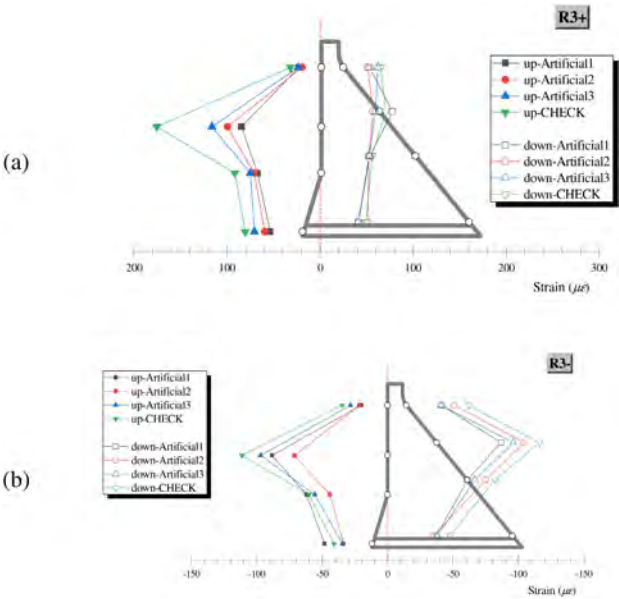 R3+
up-Artificial1
up-Artificial2
up-Artificial3
up-CHECK
down-Artificial1
down-Artificial2
down-Artificial3
down-CHECK
(a)
200 100 0 100 200 300
Strain (με)
R3-
up-Artificial1
up-Artificial2
up-Artificial3
up-CHECK
down-Artificial1
down-Artificial2
down-Artificial3
down-CHECK
(b)
-150 -100 -50 0 -50 -100 -150
Strain (με)